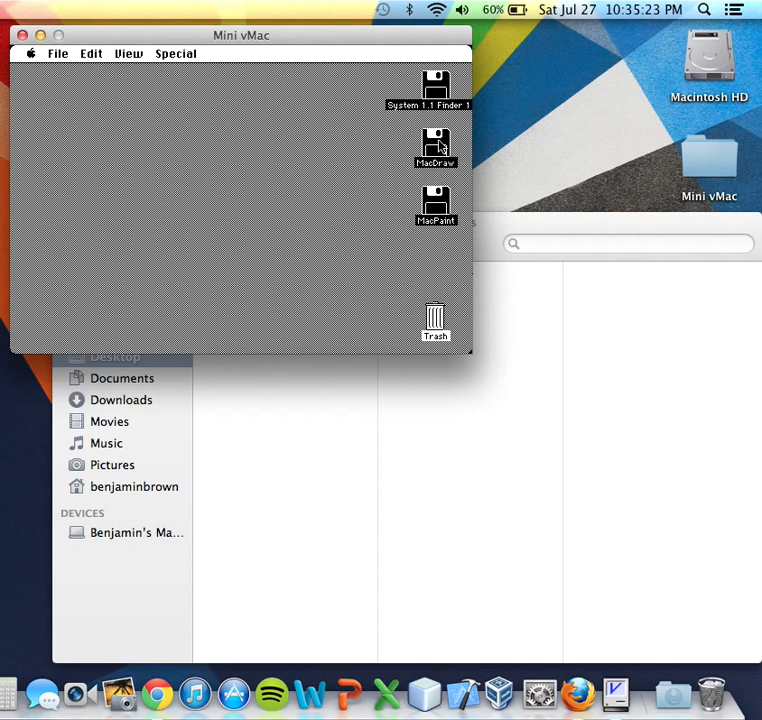 60% Sat Jul 27 10:35:23 PM
Mini vMac
File Edit View Special
System 1.1 Finder 1
MacDraw
MacPaint
Trash
Macintosh HD
Mini vMac
Desktop
Documents
Downloads
Movies
Music
Pictures
benjaminbrown
DEVICES
Benjamin's Ma...